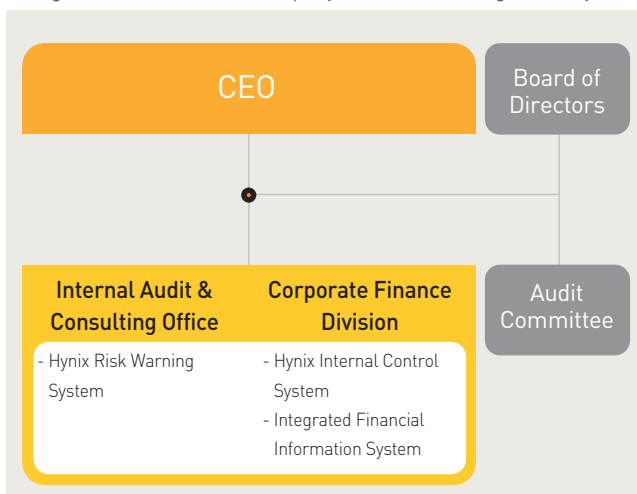 CEO
Board of
Directors
Internal Audit &
Consulting Office
- Hynix Risk Warning
System
Corporate Finance
Division
- Hynix Internal Control
System
- Integrated Financial
Information System
Audit
Committee